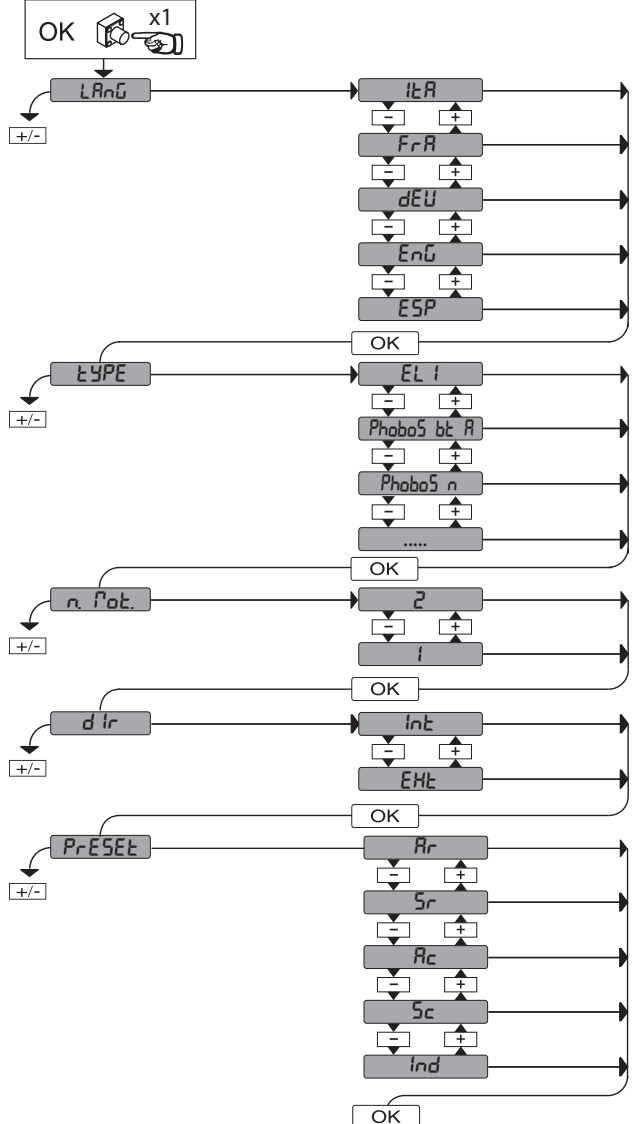 OK x1
LAnG ItA
+/- - +
FrA
- +
dEU
- +
EnG
- +
ESP
OK
tYPE EL 1
+/- - +
PhoboS bt A
- +
PhoboS n
- +
.....
OK
n. Mot. 2
+/- - +
1
OK
dIr Int
+/- - +
EHt
OK
PrESEt Ar
+/- - +
Sr
- +
Ac
- +
Sc
- +
Ind
OK